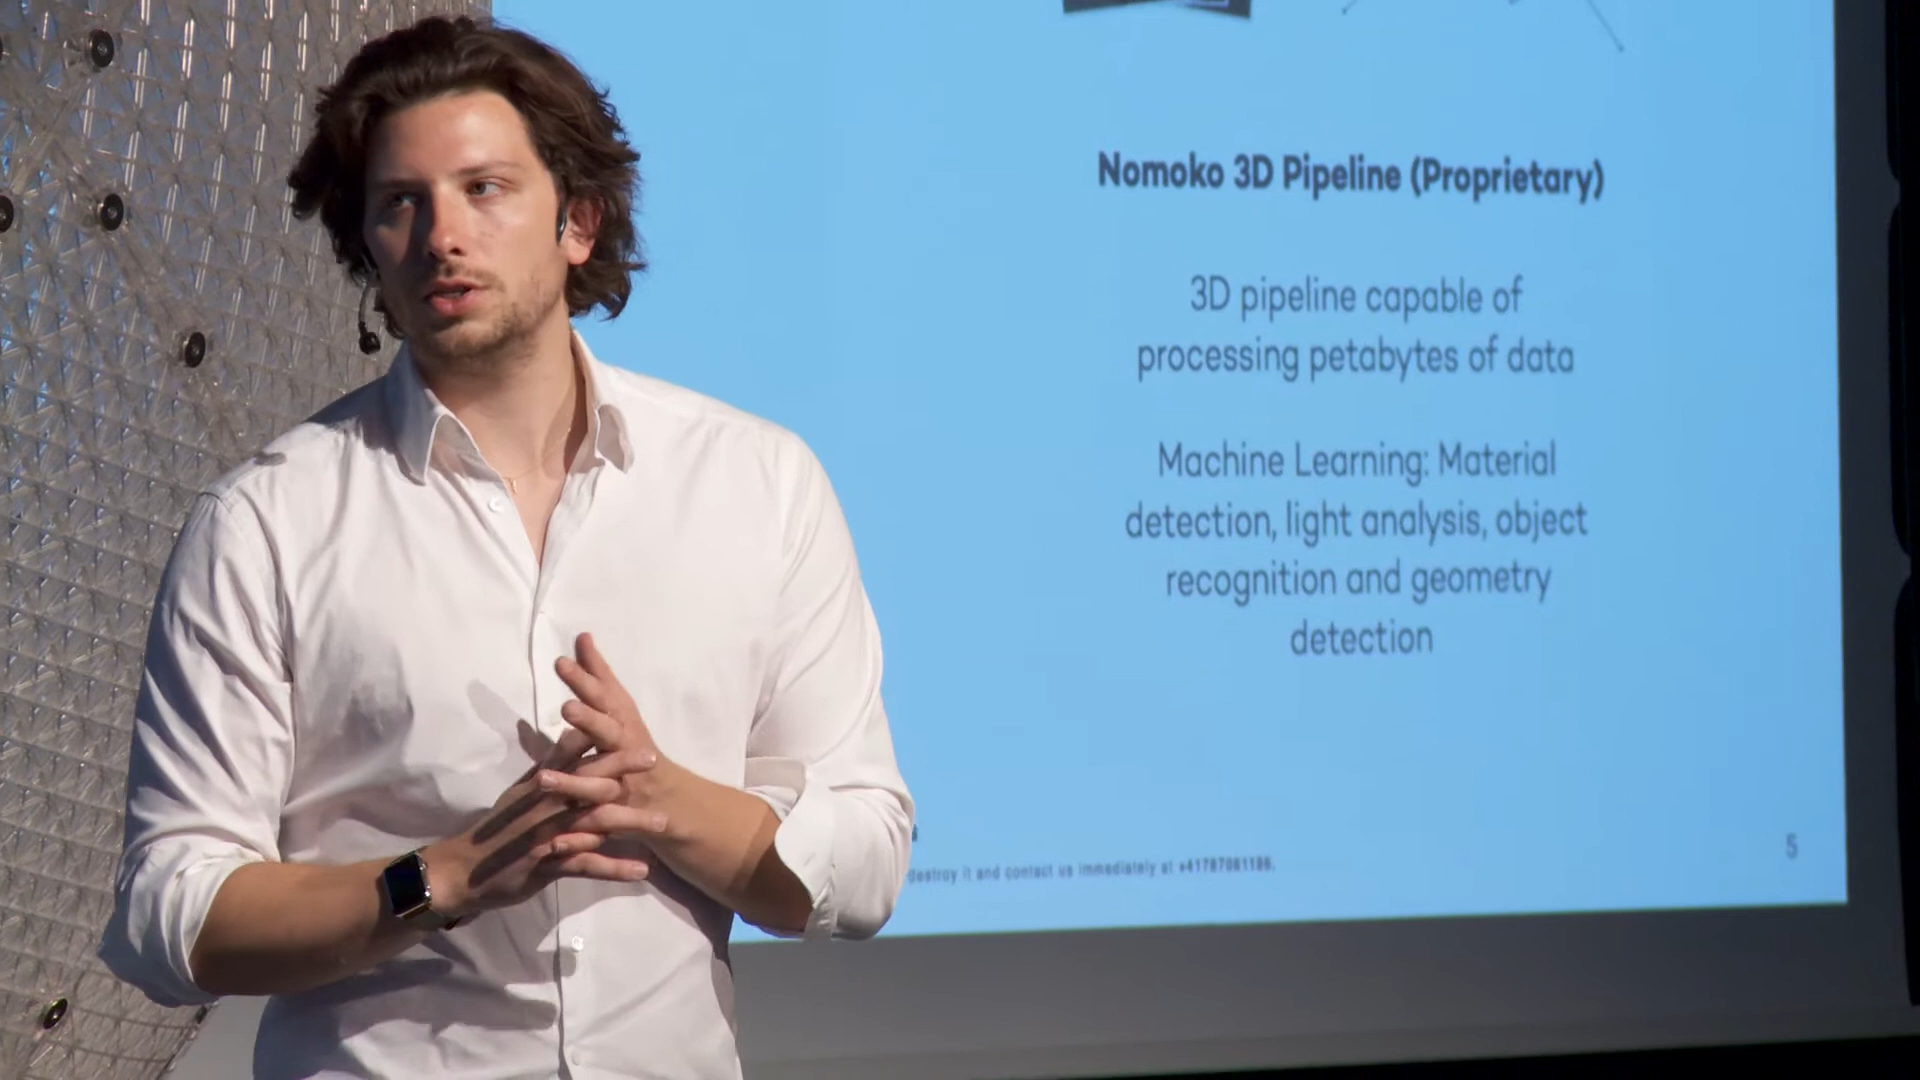 Nomoko 3D Pipeline (Proprietary)
3D pipeline capable of
processing petabytes of data
Machine Learning: Material
detection, light analysis, object
recognition and geometry
detection
destroy it and contact us immediately at
5